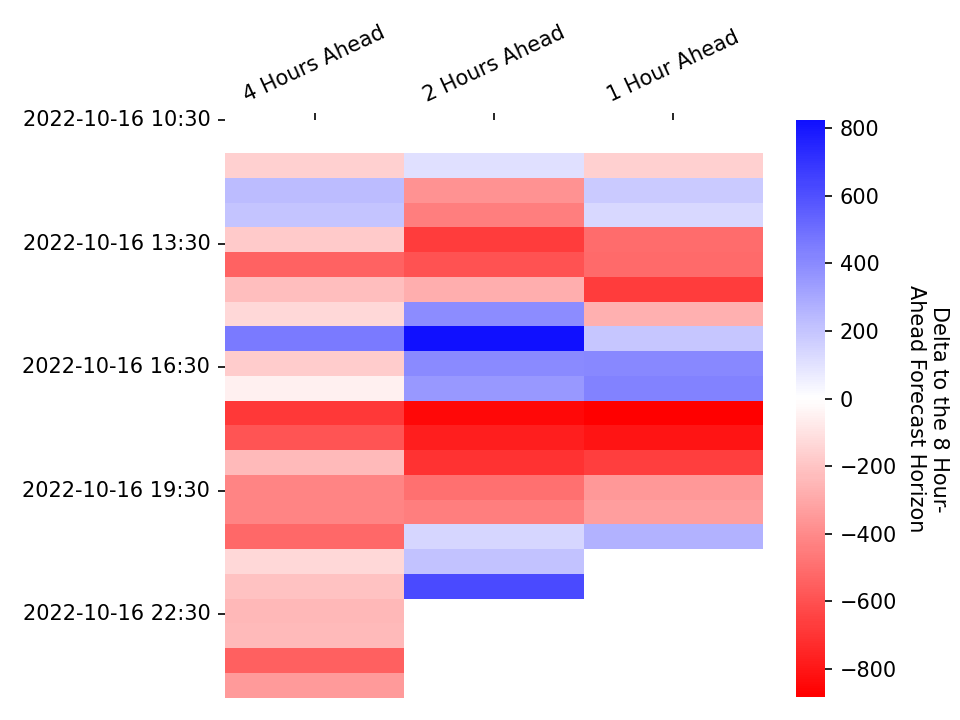 4 Hours Ahead
2 Hours Ahead
1 Hour Ahead
2022-10-16 10:30
2022-10-16 13:30
2022-10-16 16:30
2022-10-16 19:30
2022-10-16 22:30
800
600
400
200
0
−200
−400
−600
−800
Delta to the 8 Hour-
Ahead Forecast Horizon